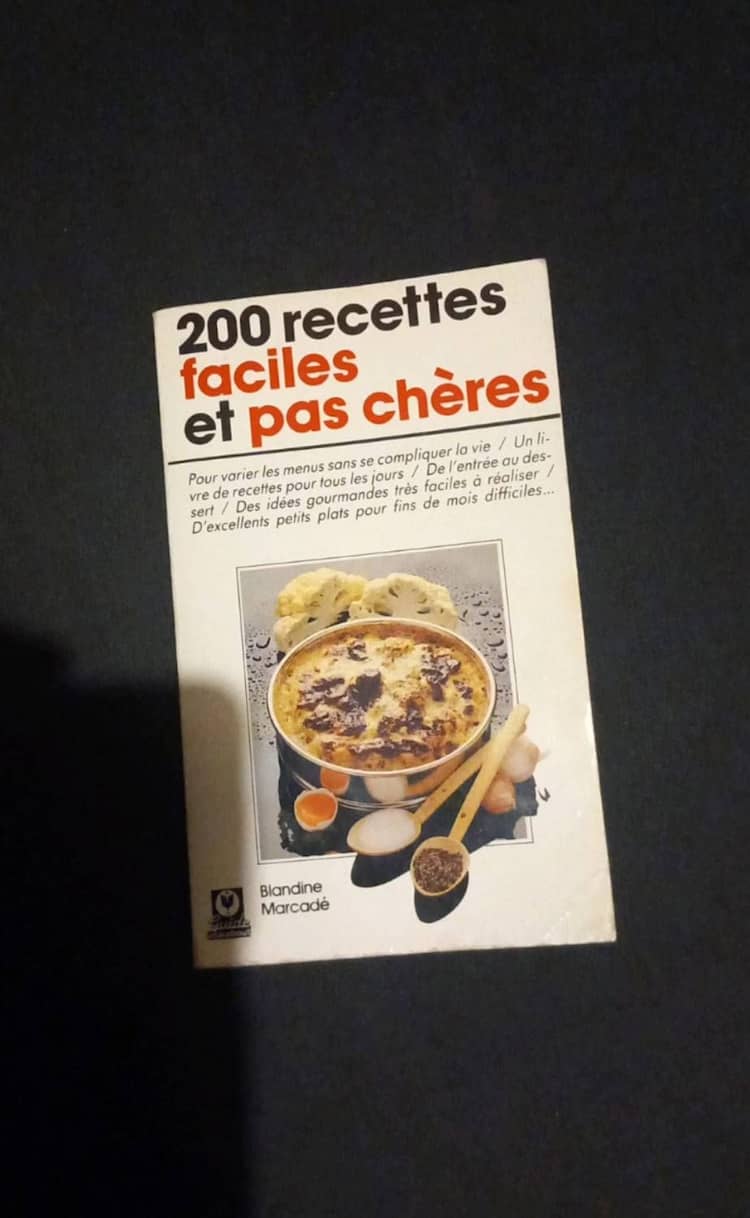 200 recettes
faciles
et pas chères
Pour varier les menus sans se compliquer la vie / Un li-
vre de recettes pour tous les jours / De l'entrée au des-
sert / Des idées gourmandes très faciles à réaliser /
D'excellents petits plats pour fins de mois difficiles...
Blandine
Marcadé